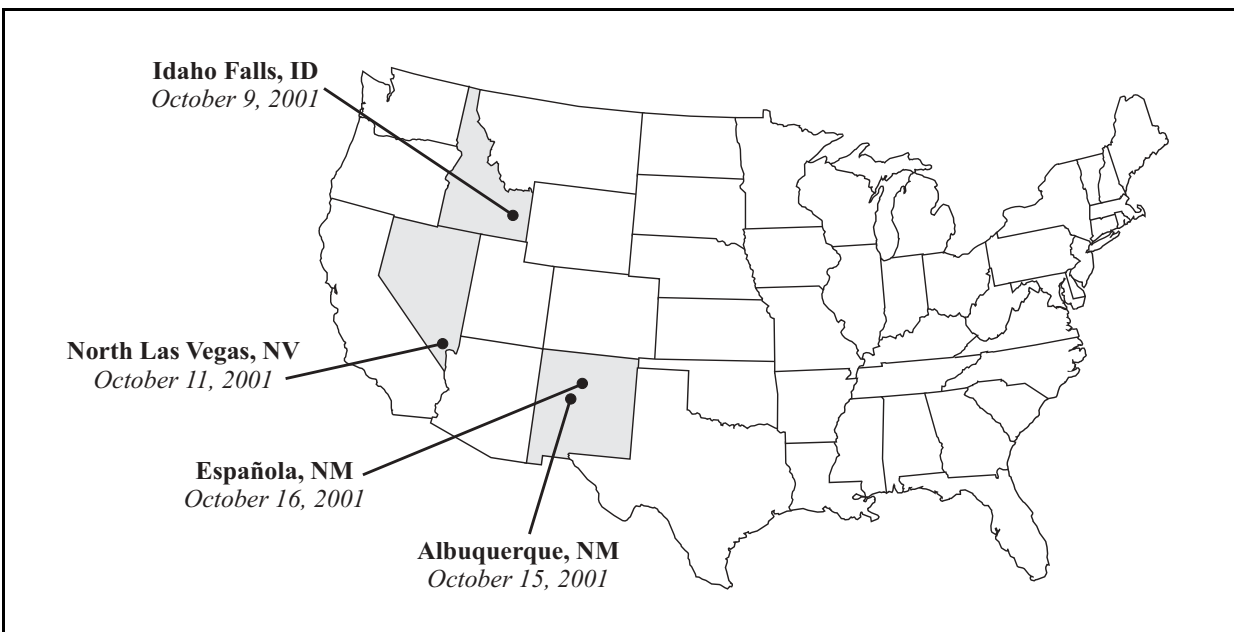 Idaho Falls, ID
October 9, 2001
North Las Vegas, NV
October 11, 2001
Española, NM
October 16, 2001
Albuquerque, NM
October 15, 2001